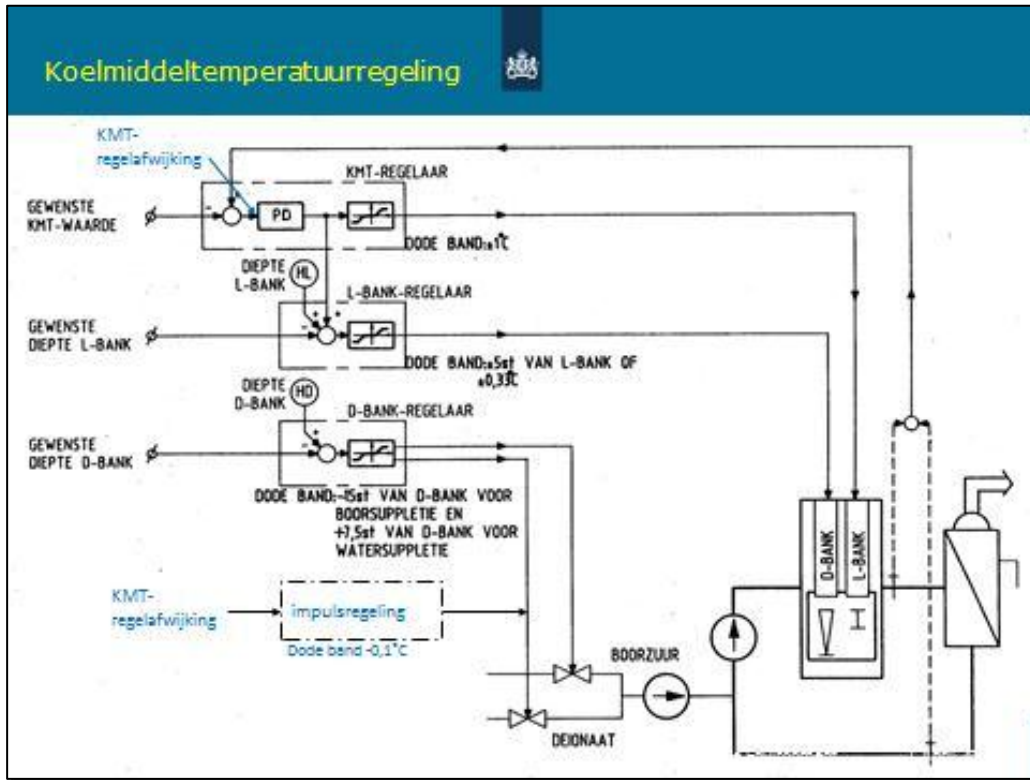 Koelmiddeltemperatuurregeling
KMT-
regelafwijking
KMT-REGELAAR
GEWENSTE
KMT-WAARDE
PD
DODE BAND:±1°C
DIEPTE
L-BANK
HL
L-BANK-REGELAAR
GEWENSTE
DIEPTE L-BANK
DODE BAND:±5st VAN L-BANK OF
±0,33°C
DIEPTE
D-BANK
HD
D-BANK-REGELAAR
GEWENSTE
DIEPTE D-BANK
DODE BAND:-15st VAN D-BANK VOOR
BOORSUPPLETIE EN
+7,5st VAN D-BANK VOOR
WATERSUPPLETIE
D-BANK
L-BANK
KMT-
regelafwijking
impulsregeling
Dode band -0,1°C
BOORZUUR
DEIONAAT